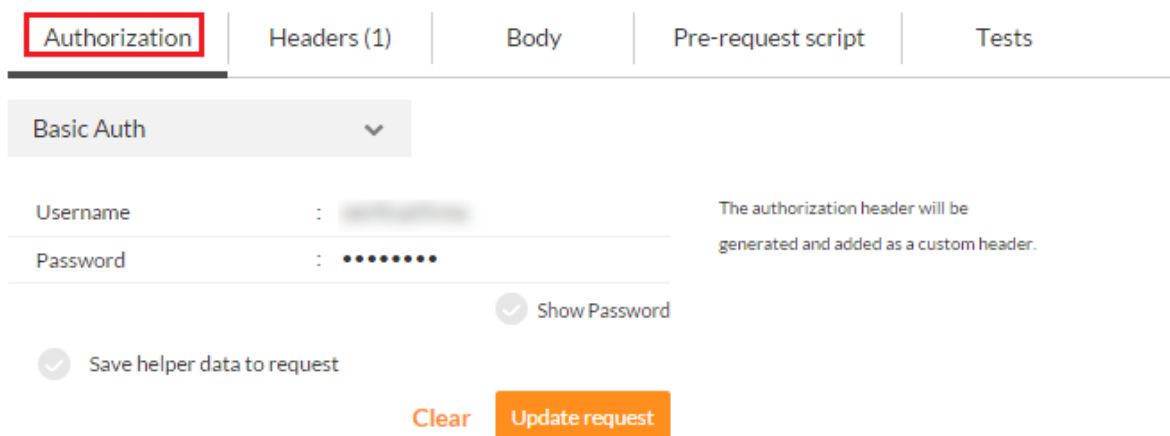 Authorization Headers (1) Body Pre-request script Tests
Basic Auth
Username :
The authorization header will be
generated and added as a custom header.
Password : ••••••••
Show Password
Save helper data to request
Clear Update request